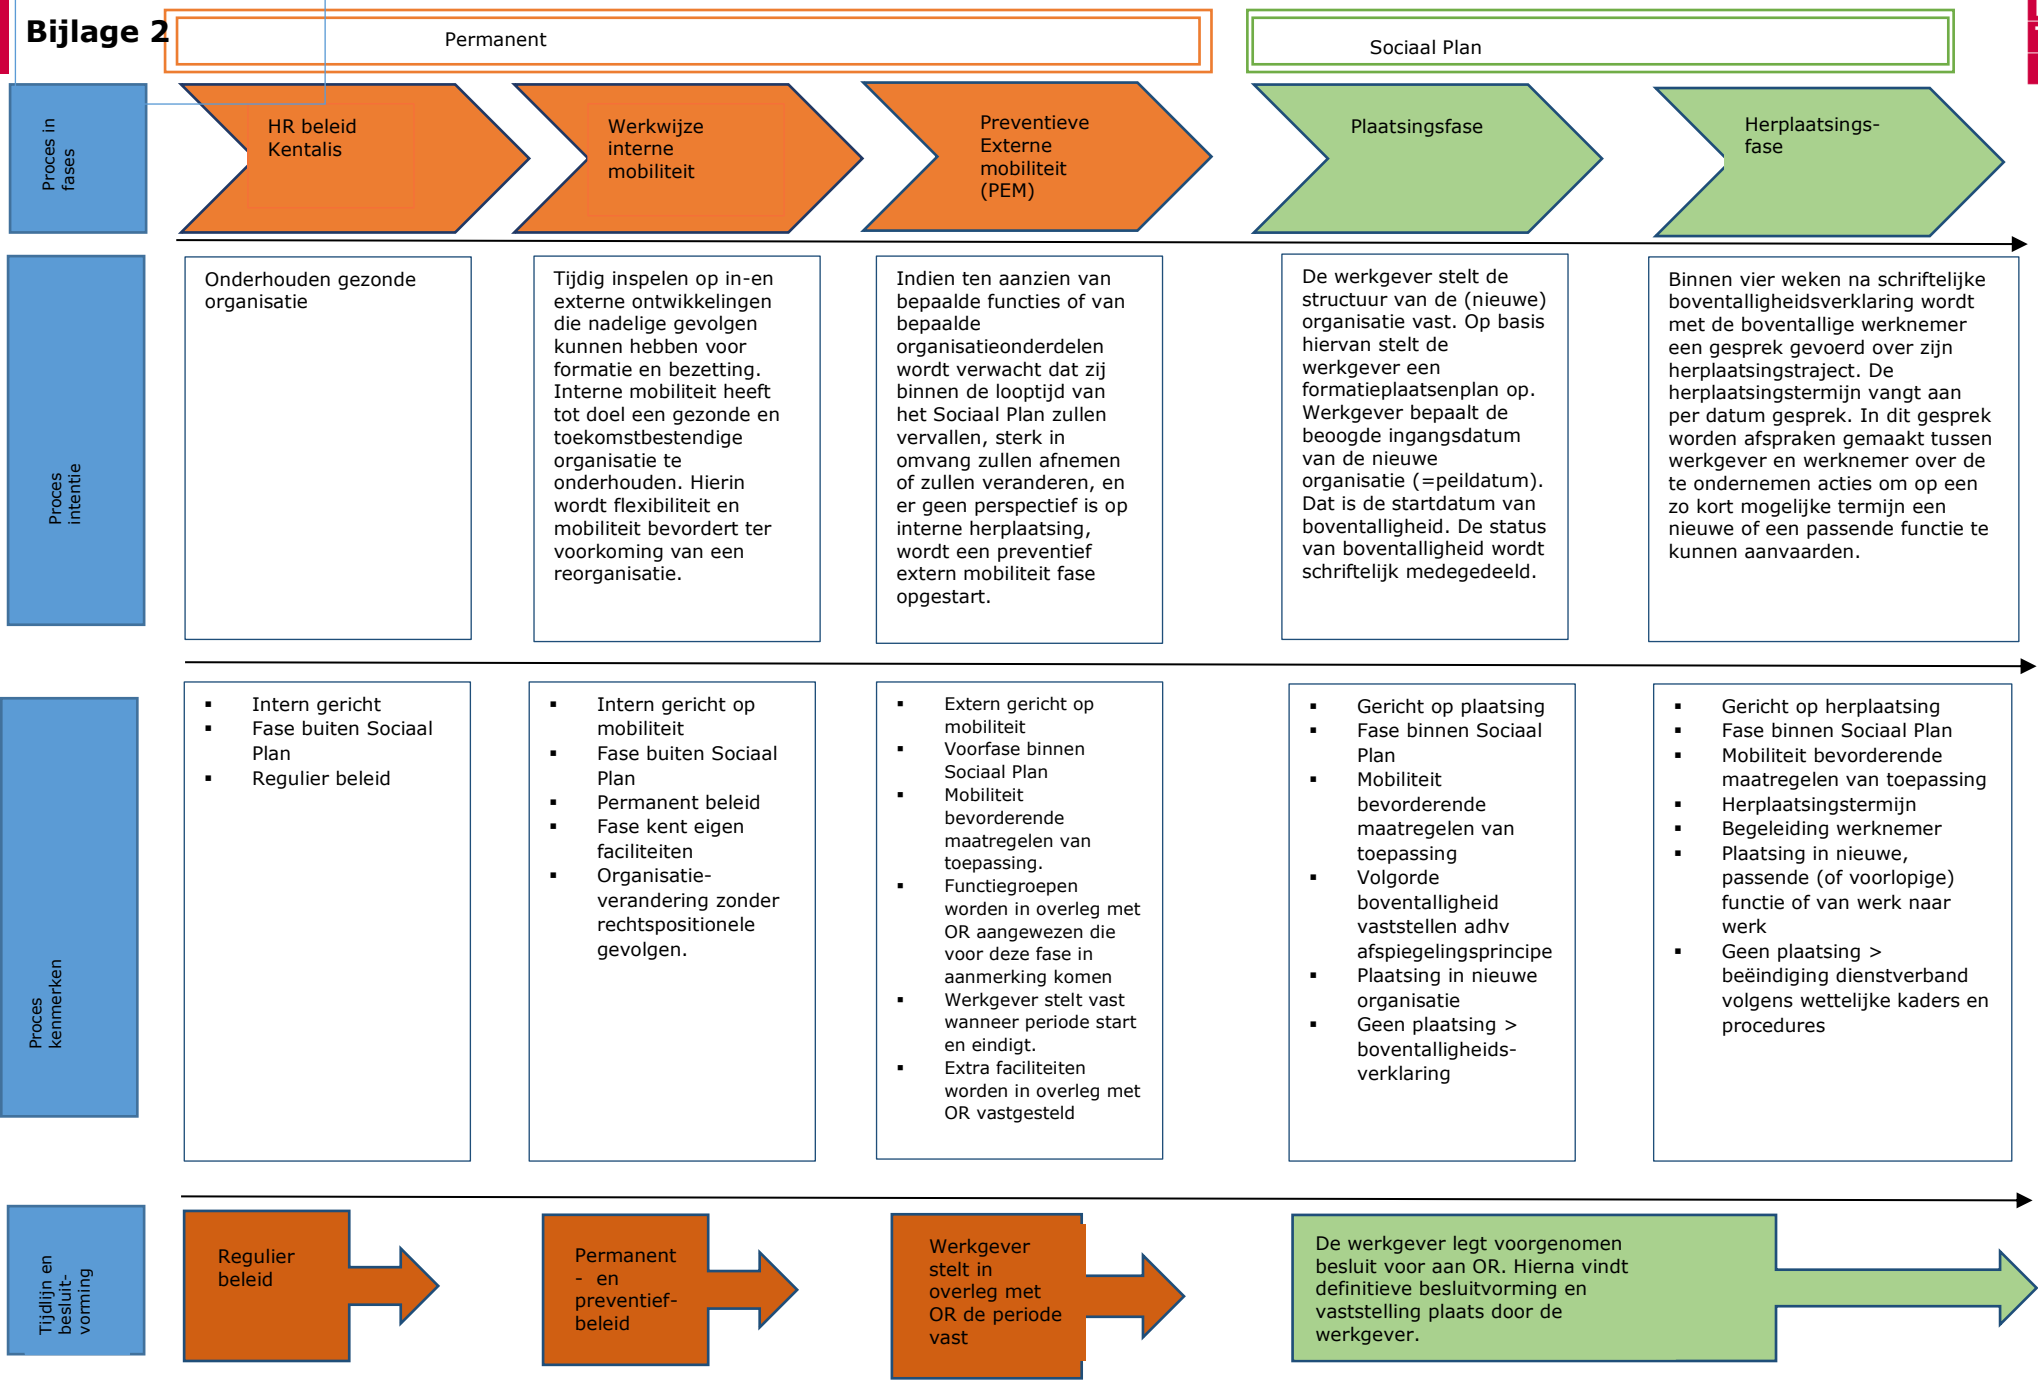 Bijlage 2
Permanent
Sociaal Plan
Proces in
fases
HR beleid
Kentalis
Werkwijze
interne
mobiliteit
Preventieve
Externe
mobiliteit
(PEM)
Plaatsingsfase
Herplaatsings-
fase
Proces
intentie
Onderhouden gezonde
organisatie
Tijdig inspelen op in-en
externe ontwikkelingen
die nadelige gevolgen
kunnen hebben voor
formatie en bezetting.
Interne mobiliteit heeft
tot doel een gezonde en
toekomstbestendige
organisatie te
onderhouden. Hierin
wordt flexibiliteit en
mobiliteit bevordert ter
voorkoming van een
reorganisatie.
Indien ten aanzien van
bepaalde functies of van
bepaalde
organisatieonderdelen
wordt verwacht dat zij
binnen de looptijd van
het Sociaal Plan zullen
vervallen, sterk in
omvang zullen afnemen
of zullen veranderen, en
er geen perspectief is op
interne herplaatsing,
wordt een preventief
extern mobiliteit fase
opgestart.
De werkgever stelt de
structuur van de (nieuwe)
organisatie vast. Op basis
hiervan stelt de
werkgever een
formatieplaatsenplan op.
Werkgever bepaalt de
beoogde ingangsdatum
van de nieuwe
organisatie (=peildatum).
Dat is de startdatum van
boventalligheid. De status
van boventalligheid wordt
schriftelijk medegedeeld.
Binnen vier weken na schriftelijke
boventalligheidsverklaring wordt
met de boventallige werknemer
een gesprek gevoerd over zijn
herplaatsingstraject. De
herplaatsingstermijn vangt aan
per datum gesprek. In dit gesprek
worden afspraken gemaakt tussen
werkgever en werknemer over de
te ondernemen acties om op een
zo kort mogelijke termijn een
nieuwe of een passende functie te
kunnen aanvaarden.
Proces
kenmerken
▪ Intern gericht
▪ Fase buiten Sociaal
Plan
▪ Regulier beleid
▪ Intern gericht op
mobiliteit
▪ Fase buiten Sociaal
Plan
▪ Permanent beleid
▪ Fase kent eigen
faciliteiten
▪ Organisatie-
verandering zonder
rechtspositionele
gevolgen.
▪ Extern gericht op
mobiliteit
▪ Voorfase binnen
Sociaal Plan
▪ Mobiliteit
bevorderende
maatregelen van
toepassing.
▪ Functiegroepen
worden in overleg met
OR aangewezen die
voor deze fase in
aanmerking komen
▪ Werkgever stelt vast
wanneer periode start
en eindigt.
▪ Extra faciliteiten
worden in overleg met
OR vastgesteld
▪ Gericht op plaatsing
▪ Fase binnen Sociaal
Plan
▪ Mobiliteit
bevorderende
maatregelen van
toepassing
▪ Volgorde
boventalligheid
vaststellen adhv
afspiegelingsprincipe
▪ Plaatsing in nieuwe
organisatie
▪ Geen plaatsing >
boventalligheids-
verklaring
▪ Gericht op herplaatsing
▪ Fase binnen Sociaal Plan
▪ Mobiliteit bevorderende
maatregelen van toepassing
▪ Herplaatsingstermijn
▪ Begeleiding werknemer
▪ Plaatsing in nieuwe,
passende (of voorlopige)
functie of van werk naar
werk
▪ Geen plaatsing >
beëindiging dienstverband
volgens wettelijke kaders en
procedures
Tijdlijn en
besluit-
vorming
Regulier
beleid
Permanent
- en
preventief-
beleid
Werkgever
stelt in
overleg met
OR de periode
vast
De werkgever legt voorgenomen
besluit voor aan OR. Hierna vindt
definitieve besluitvorming en
vaststelling plaats door de
werkgever.